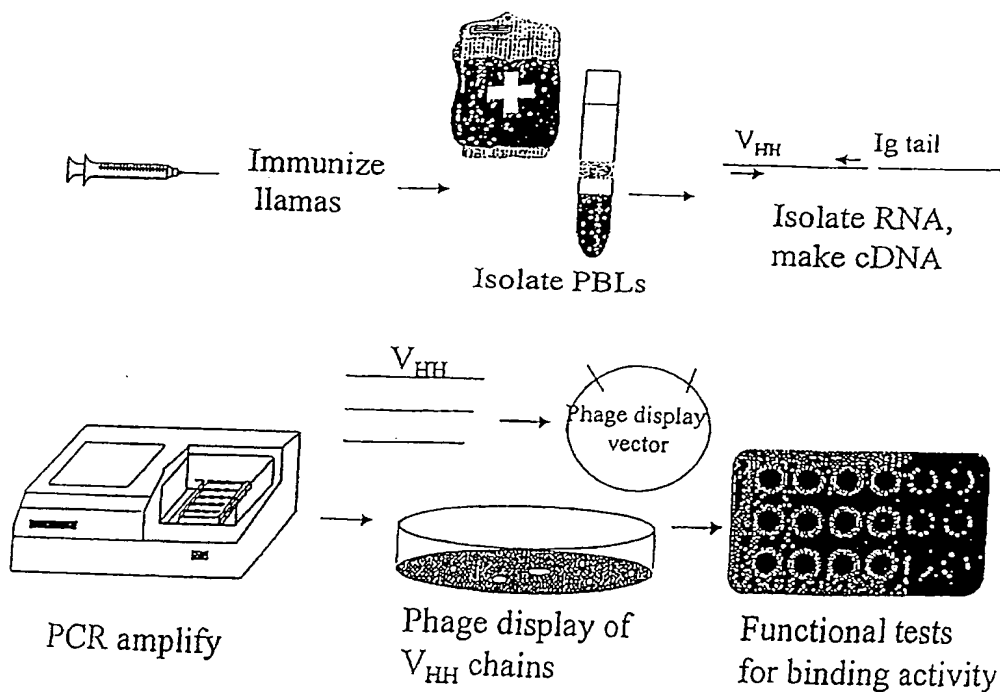 Immunize
llamas
Isolate PBLs
V_HH
Ig tail
Isolate RNA,
make cDNA
PCR amplify
V_HH
Phage display
vector
Phage display of
V_HH chains
Functional tests
for binding activity